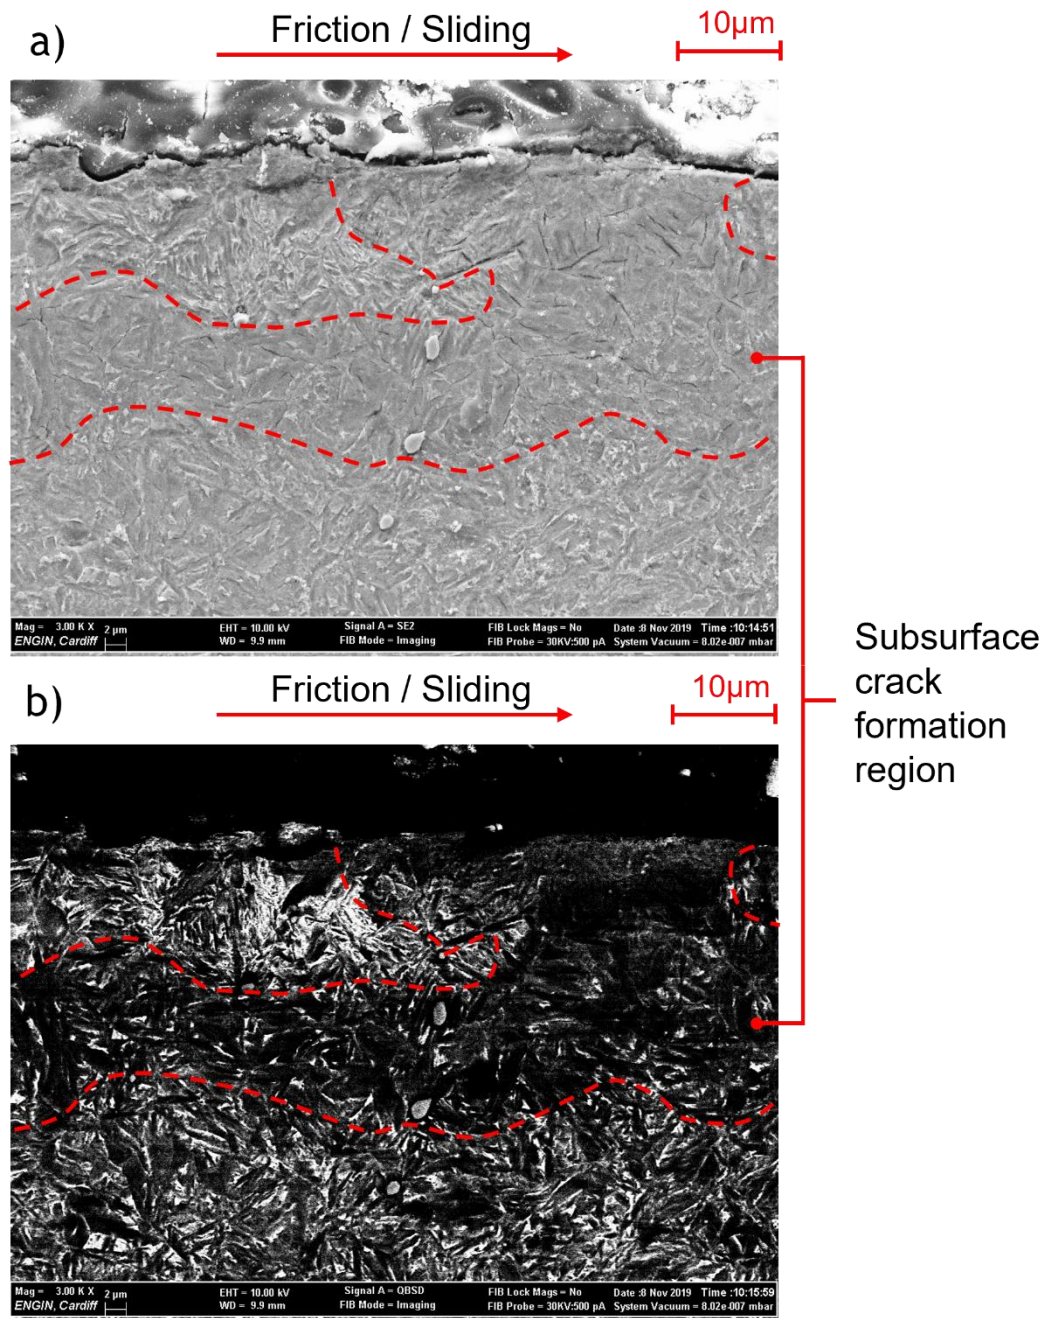 a)
Friction / Sliding
10µm
Mag = 3.00 K X
2 µm
ENGIN, Cardiff
EHT = 10.00 kV
WD = 9.9 mm
Signal A = SE2
FIB Mode = Imaging
FIB Lock Mags = No
FIB Probe = 30KV:500 pA
Date :8 Nov 2019 Time :10:14:51
System Vacuum = 8.02e-007 mbar
b)
Friction / Sliding
10µm
Subsurface
crack
formation
region
Mag = 3.00 K X
2 µm
ENGIN, Cardiff
EHT = 10.00 kV
WD = 9.9 mm
Signal A = QBSD
FIB Mode = Imaging
FIB Lock Mags = No
FIB Probe = 30KV:500 pA
Date :8 Nov 2019 Time :10:15:59
System Vacuum = 8.02e-007 mbar